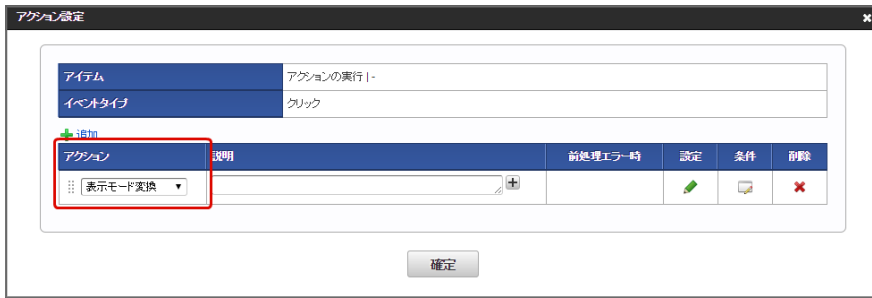 アクション設定
アイテム アクションの実行 | -
イベントタイプ クリック
追加
アクション 説明 前処理エラー時 設定 条件 削除
表示モード変換
確定